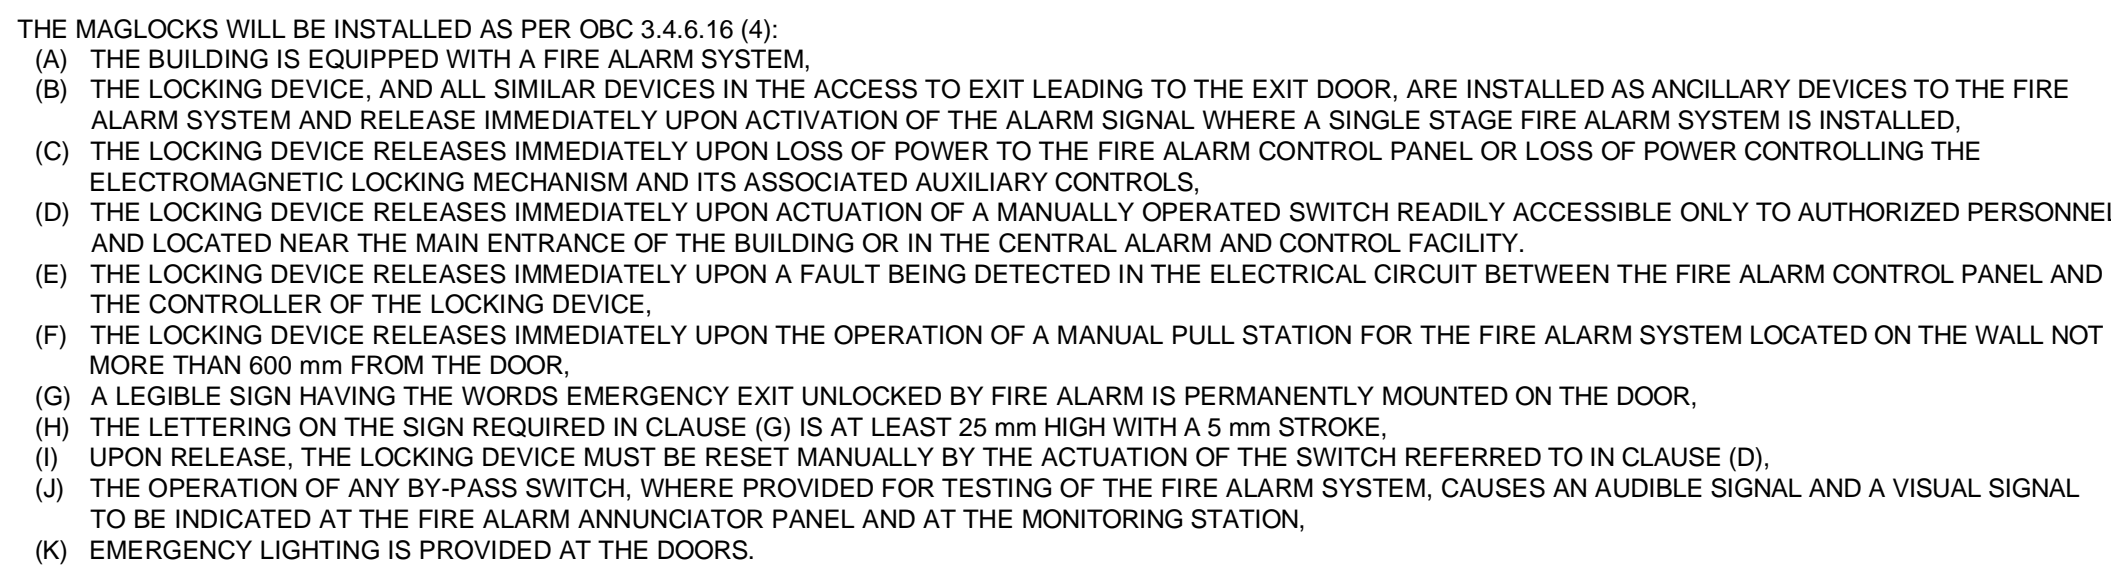 THE MAGLOCKS WILL BE INSTALLED AS PER OBC 3.4.6.16 (4):
(A) THE BUILDING IS EQUIPPED WITH A FIRE ALARM SYSTEM,
(B) THE LOCKING DEVICE, AND ALL SIMILAR DEVICES IN THE ACCESS TO EXIT LEADING TO THE EXIT DOOR, ARE INSTALLED AS ANCILLARY DEVICES TO THE FIRE
ALARM SYSTEM AND RELEASE IMMEDIATELY UPON ACTIVATION OF THE ALARM SIGNAL WHERE A SINGLE STAGE FIRE ALARM SYSTEM IS INSTALLED,
(C) THE LOCKING DEVICE RELEASES IMMEDIATELY UPON LOSS OF POWER TO THE FIRE ALARM CONTROL PANEL OR LOSS OF POWER CONTROLLING THE
ELECTROMAGNETIC LOCKING MECHANISM AND ITS ASSOCIATED AUXILIARY CONTROLS,
(D) THE LOCKING DEVICE RELEASES IMMEDIATELY UPON ACTUATION OF A MANUALLY OPERATED SWITCH READILY ACCESSIBLE ONLY TO AUTHORIZED PERSONNEL
AND LOCATED NEAR THE MAIN ENTRANCE OF THE BUILDING OR IN THE CENTRAL ALARM AND CONTROL FACILITY.
(E) THE LOCKING DEVICE RELEASES IMMEDIATELY UPON A FAULT BEING DETECTED IN THE ELECTRICAL CIRCUIT BETWEEN THE FIRE ALARM CONTROL PANEL AND
THE CONTROLLER OF THE LOCKING DEVICE,
(F) THE LOCKING DEVICE RELEASES IMMEDIATELY UPON THE OPERATION OF A MANUAL PULL STATION FOR THE FIRE ALARM SYSTEM LOCATED ON THE WALL NOT
MORE THAN 600 mm FROM THE DOOR,
(G) A LEGIBLE SIGN HAVING THE WORDS EMERGENCY EXIT UNLOCKED BY FIRE ALARM IS PERMANENTLY MOUNTED ON THE DOOR,
(H) THE LETTERING ON THE SIGN REQUIRED IN CLAUSE (G) IS AT LEAST 25 mm HIGH WITH A 5 mm STROKE,
(I) UPON RELEASE, THE LOCKING DEVICE MUST BE RESET MANUALLY BY THE ACTUATION OF THE SWITCH REFERRED TO IN CLAUSE (D),
(J) THE OPERATION OF ANY BY-PASS SWITCH, WHERE PROVIDED FOR TESTING OF THE FIRE ALARM SYSTEM, CAUSES AN AUDIBLE SIGNAL AND A VISUAL SIGNAL
TO BE INDICATED AT THE FIRE ALARM ANNUNCIATOR PANEL AND AT THE MONITORING STATION,
(K) EMERGENCY LIGHTING IS PROVIDED AT THE DOORS.